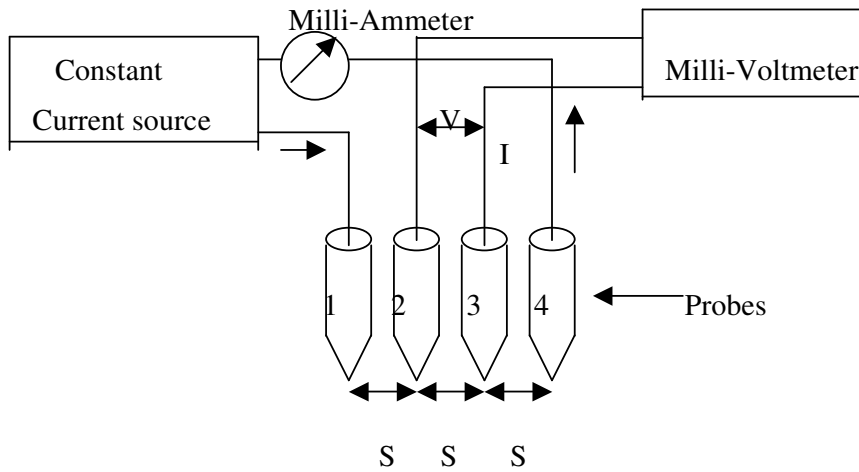 Milli-Ammeter
Constant
Current source
Milli-Voltmeter
V
I
1 2 3 4
Probes
S S S